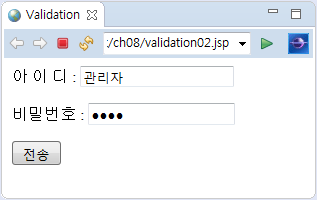 Validation
:/ch08/validation02.jsp
아 이 디 : 관리자
비밀번호 : ●●●●
전송